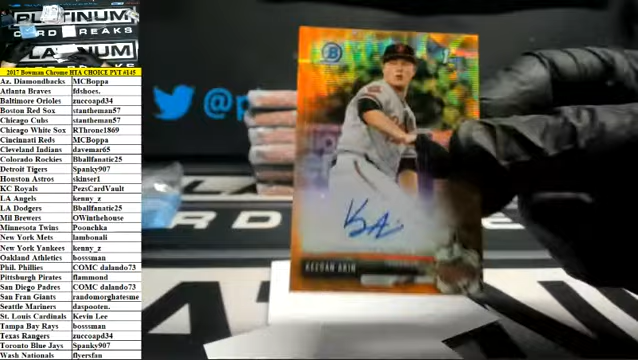 PLATINUM
CARD BREAKS
PLATINUM
2017 Bowman Chrome HTA CHOICE PYT #145
Az. Diamondbacks MCBoppa
Atlanta Braves fdshoes.
Baltimore Orioles zuccoapd34
Boston Red Sox stantheman57
Chicago Cubs stantheman57
Chicago White Sox RThrone1869
Cincinnati Reds MCBoppa
Cleveland Indians davemar65
Colorado Rockies Bballfanatic25
Detroit Tigers Spanky907
Houston Astros skinser1
KC Royals PezsCardVault
LA Angels kenny_z
LA Dodgers Bballfanatic25
Mil Brewers OWinthehouse
Minnesota Twins Poonchka
New York Mets lambonali
New York Yankees kenny_z
Oakland Athletics bosssman
Phil. Phillies COMC dalando73
Pittsburgh Pirates flammond
San Diego Padres COMC dalando73
San Fran Giants randomorghatesme
Seattle Mariners daspooten.
St. Louis Cardinals Kevin Lee
Tampa Bay Rays bosssman
Texas Rangers zuccoapd34
Toronto Blue Jays Spanky907
Wash Nationals flyersfan
@p
B
1st
KEEGAN AKIN